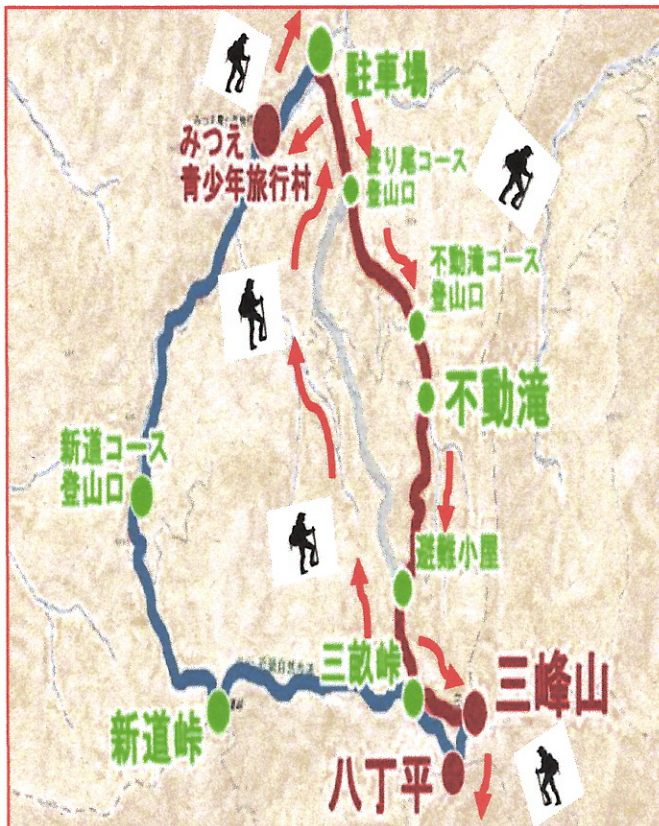 駐車場
みつえ
青少年旅行村
登り尾コース
登山口
不動滝コース
登山口
不動滝
新道コース
登山口
避難小屋
三畝峠
三峰山
新道峠
八丁平